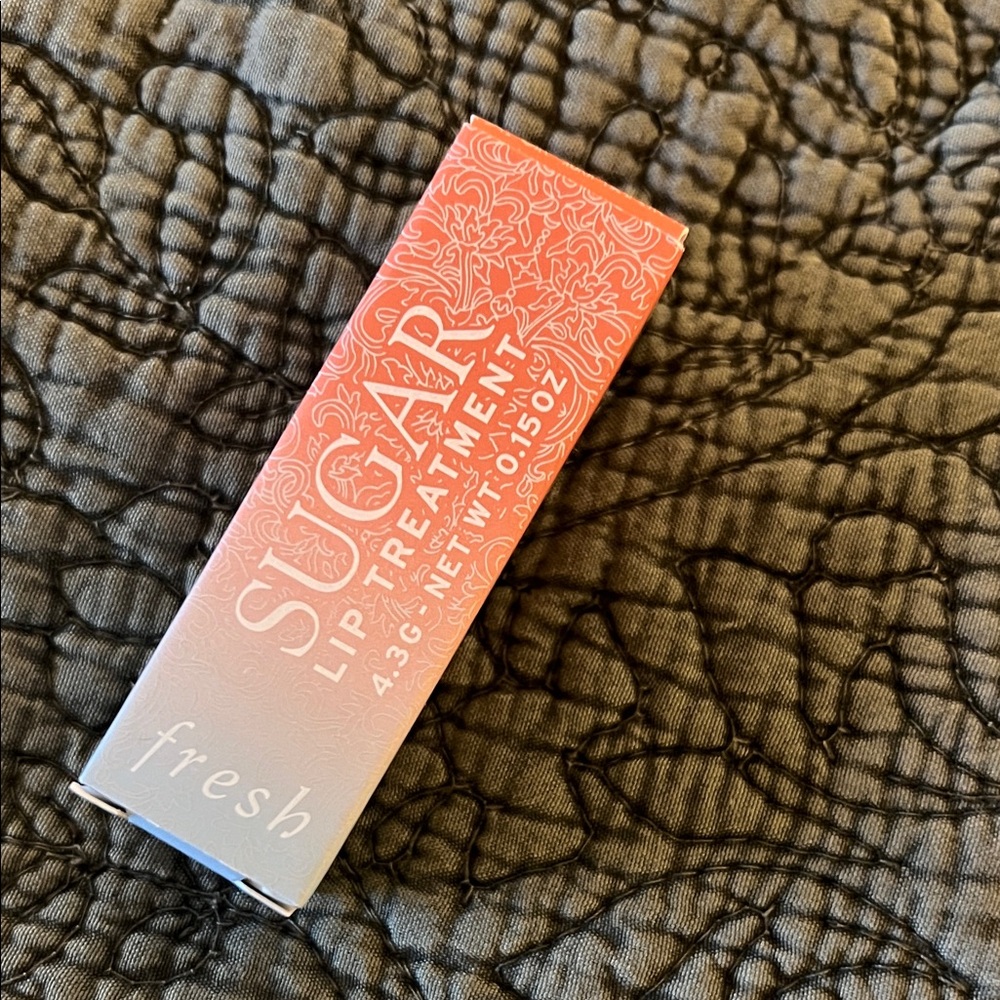 SUGAR
LIP TREATMENT
4.3G - NET WT 0.15OZ
fresh